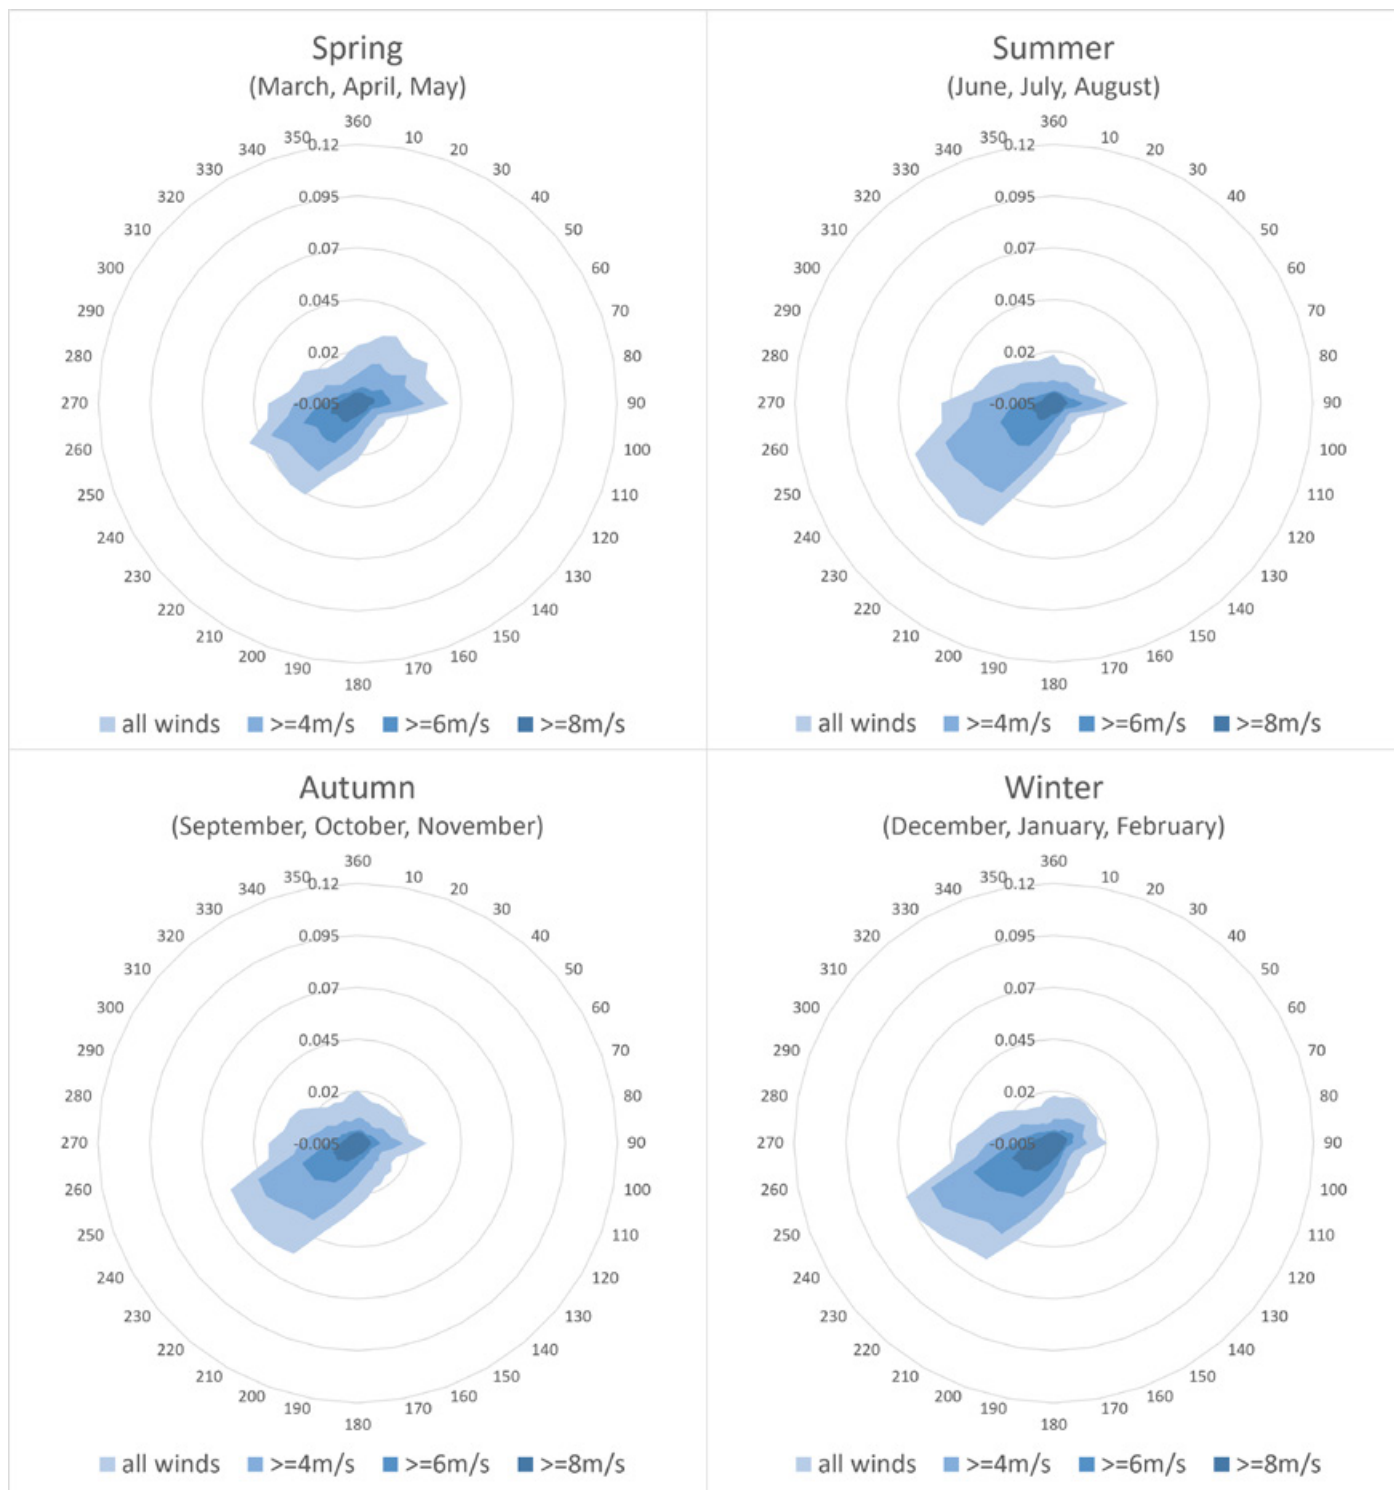 Spring
(March, April, May)
360
350 0.12 10
340 20
330 30
320 0.095 40
310 50
300 0.07 60
290 0.045 70
280 0.02 80
270 -0.005 90
260 100
250 110
240 120
230 130
220 140
210 150
200 160
190 170
180
all winds >=4m/s >=6m/s >=8m/s
Summer
(June, July, August)
360
350 0.12 10
340 20
330 30
320 0.095 40
310 50
300 0.07 60
290 0.045 70
280 0.02 80
270 -0.005 90
260 100
250 110
240 120
230 130
220 140
210 150
200 160
190 170
180
all winds >=4m/s >=6m/s >=8m/s
Autumn
(September, October, November)
360
350 0.12 10
340 20
330 30
320 0.095 40
310 50
300 0.07 60
290 0.045 70
280 0.02 80
270 -0.005 90
260 100
250 110
240 120
230 130
220 140
210 150
200 160
190 170
180
all winds >=4m/s >=6m/s >=8m/s
Winter
(December, January, February)
360
350 0.12 10
340 20
330 30
320 0.095 40
310 50
300 0.07 60
290 0.045 70
280 0.02 80
270 -0.005 90
260 100
250 110
240 120
230 130
220 140
210 150
200 160
190 170
180
all winds >=4m/s >=6m/s >=8m/s